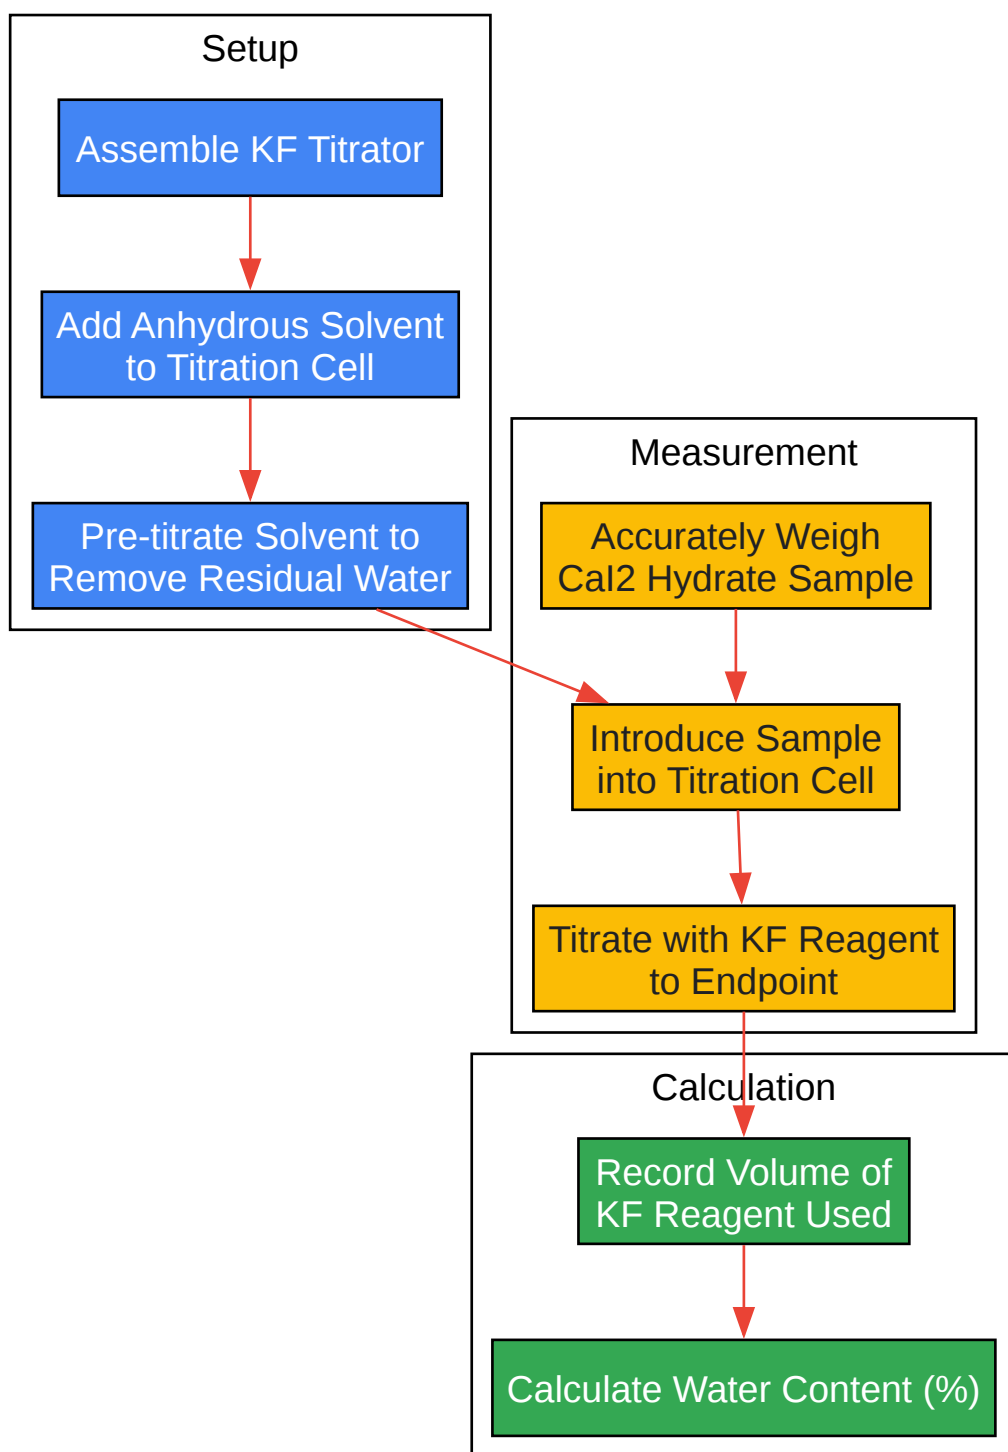 Setup
Assemble KF Titrator
Add Anhydrous Solvent
to Titration Cell
Pre-titrate Solvent to
Remove Residual Water
Measurement
Accurately Weigh
CaI2 Hydrate Sample
Introduce Sample
into Titration Cell
Titrate with KF Reagent
to Endpoint
Calculation
Record Volume of
KF Reagent Used
Calculate Water Content (%)